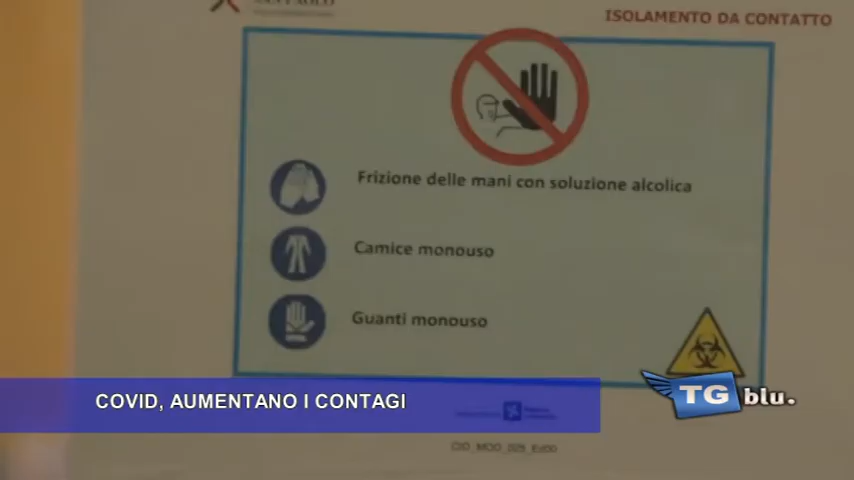 ISOLAMENTO DA CONTATTO
Frizione delle mani con soluzione alcolica
Camice monouso
Guanti monouso
COVID, AUMENTANO I CONTAGI
TG blu.